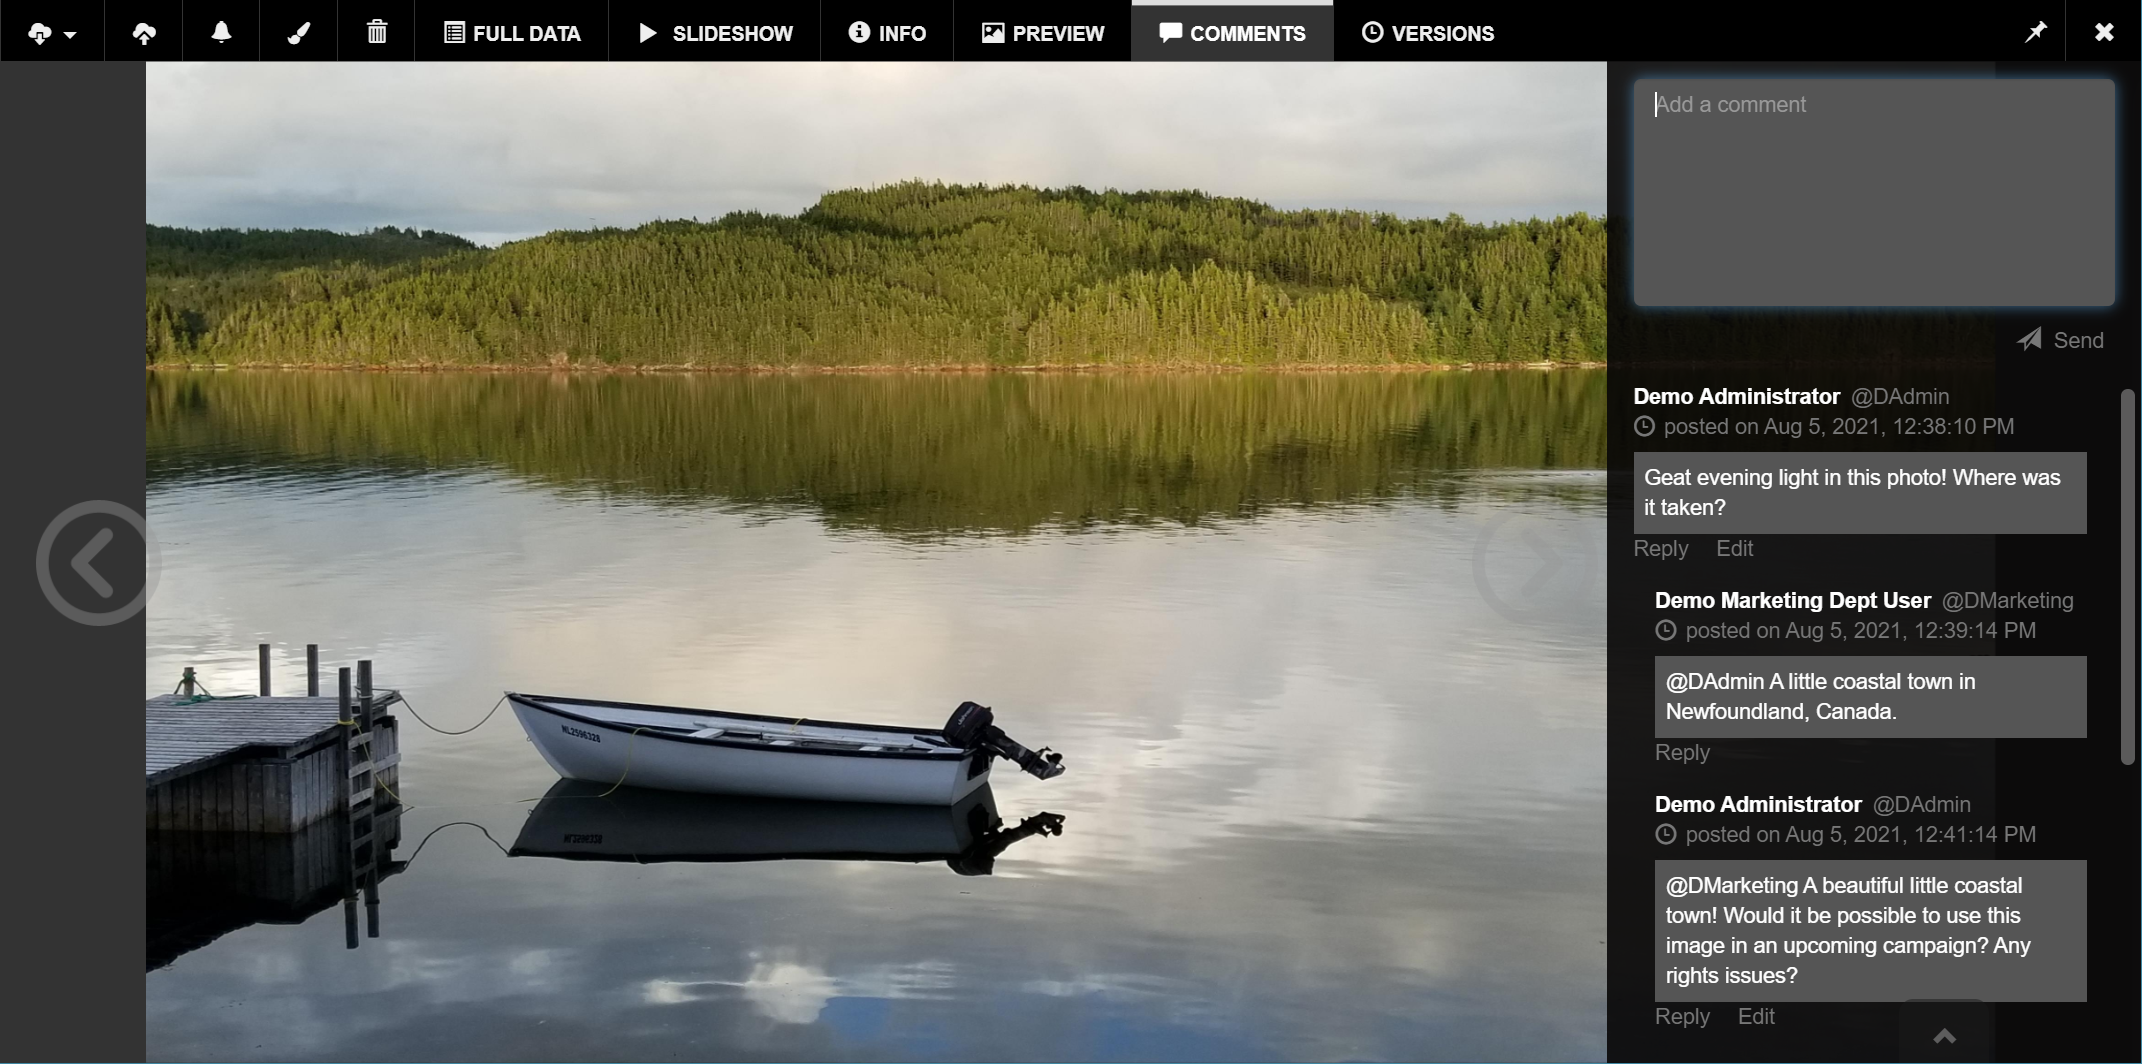 FULL DATA
SLIDESHOW
INFO
PREVIEW
COMMENTS
VERSIONS
Add a comment
Send
Demo Administrator @DAdmin
posted on Aug 5, 2021, 12:38:10 PM
Geat evening light in this photo! Where was
it taken?
Reply Edit
Demo Marketing Dept User @DMarketing
posted on Aug 5, 2021, 12:39:14 PM
@DAdmin A little coastal town in
Newfoundland, Canada.
Reply
Demo Administrator @DAdmin
posted on Aug 5, 2021, 12:41:14 PM
@DMarketing A beautiful little coastal
town! Would it be possible to use this
image in an upcoming campaign? Any
rights issues?
Reply Edit
ML2596328